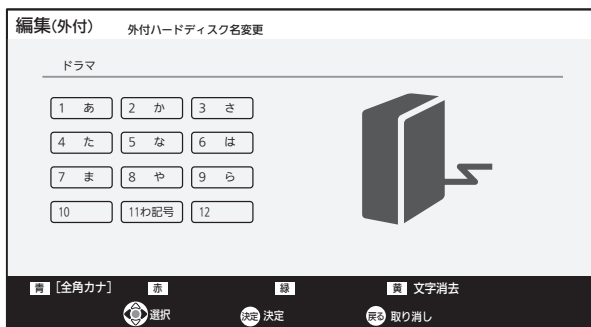 編集(外付) 外付ハードディスク名変更
ドラマ
1 あ 2 か 3 さ
4 た 5 な 6 は
7 ま 8 や 9 ら
10 11わ記号 12
青 [全角カナ] 赤 緑 黄 文字消去
選択 決定 決定 戻る 取り消し